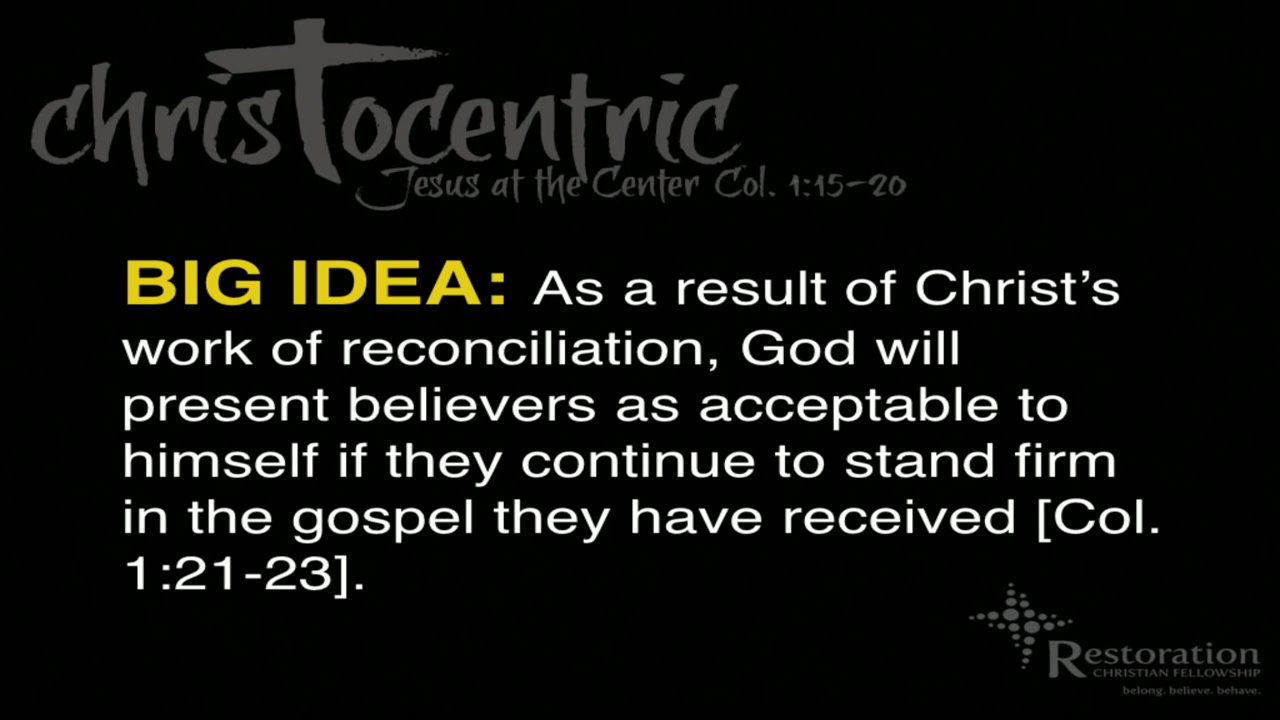 chrisTocentric
Jesus at the Center Col. 1:15-20
BIG IDEA: As a result of Christ’s
work of reconciliation, God will
present believers as acceptable to
himself if they continue to stand firm
in the gospel they have received [Col.
1:21-23].
Restoration
CHRISTIAN FELLOWSHIP
belong. believe. behave.